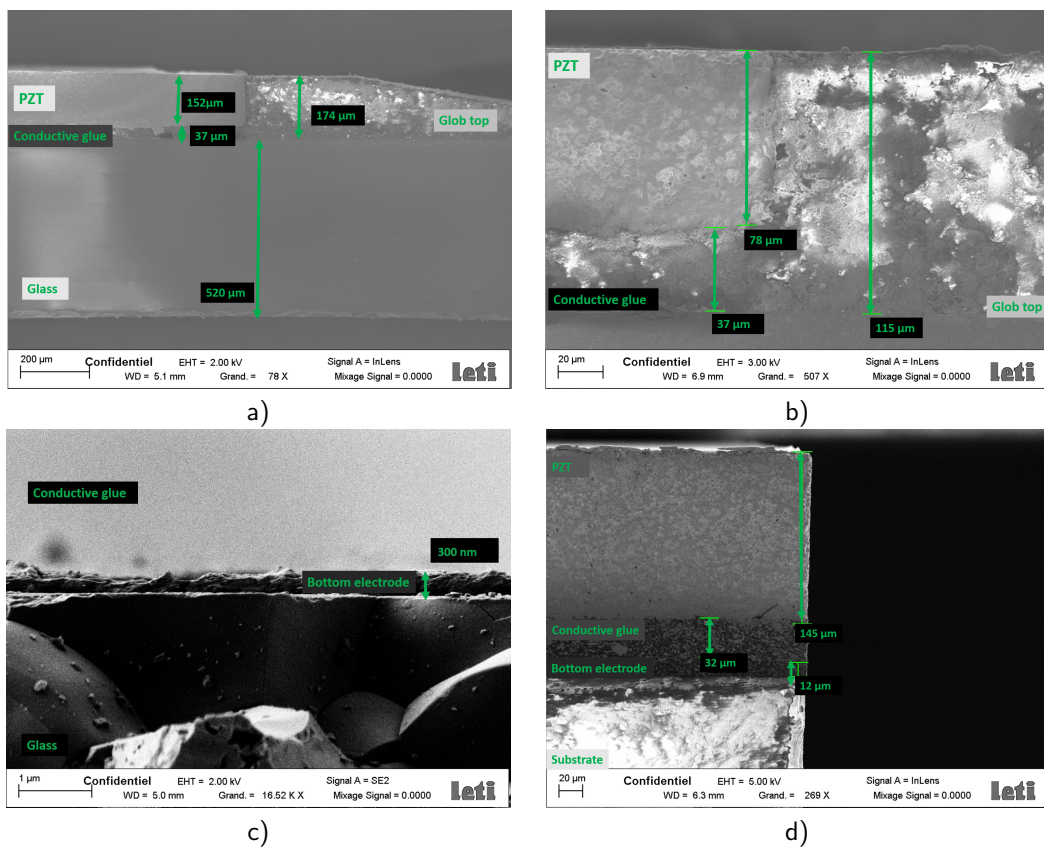 PZT
152µm
174 µm
Glob top
Conductive glue
37 µm
Glass
520 µm
200 µm
Confidentiel
EHT = 2.00 kV
Signal A = InLens
WD = 5.1 mm
Grand. = 78 X
Mixage Signal = 0.0000
leti
a)
PZT
78 µm
Conductive glue
37 µm
115 µm
Glob top
20 µm
Confidentiel
EHT = 3.00 kV
Signal A = InLens
WD = 6.9 mm
Grand. = 507 X
Mixage Signal = 0.0000
leti
b)
Conductive glue
300 nm
Bottom electrode
Glass
1 µm
Confidentiel
EHT = 2.00 kV
Signal A = SE2
WD = 5.0 mm
Grand. = 16.52 K X
Mixage Signal = 0.0000
leti
c)
PZT
Conductive glue
145 µm
32 µm
Bottom electrode
12 µm
Substrate
20 µm
Confidentiel
EHT = 5.00 kV
Signal A = InLens
WD = 6.3 mm
Grand. = 269 X
Mixage Signal = 0.0000
leti
d)